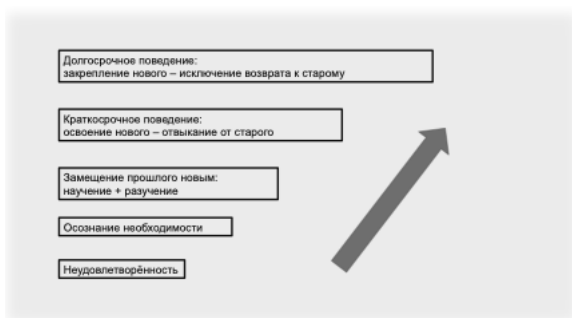 Долгосрочное поведение:
закрепление нового – исключение возврата к старому
Краткосрочное поведение:
освоение нового – отвыкание от старого
Замещение прошлого новым:
научение + разучение
Осознание необходимости
Неудовлетворённость